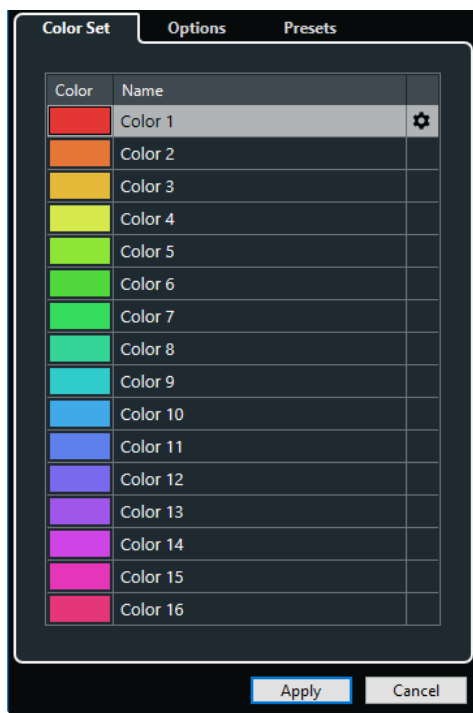 Color Set Options Presets
Color Name
Color 1
Color 2
Color 3
Color 4
Color 5
Color 6
Color 7
Color 8
Color 9
Color 10
Color 11
Color 12
Color 13
Color 14
Color 15
Color 16
Apply Cancel